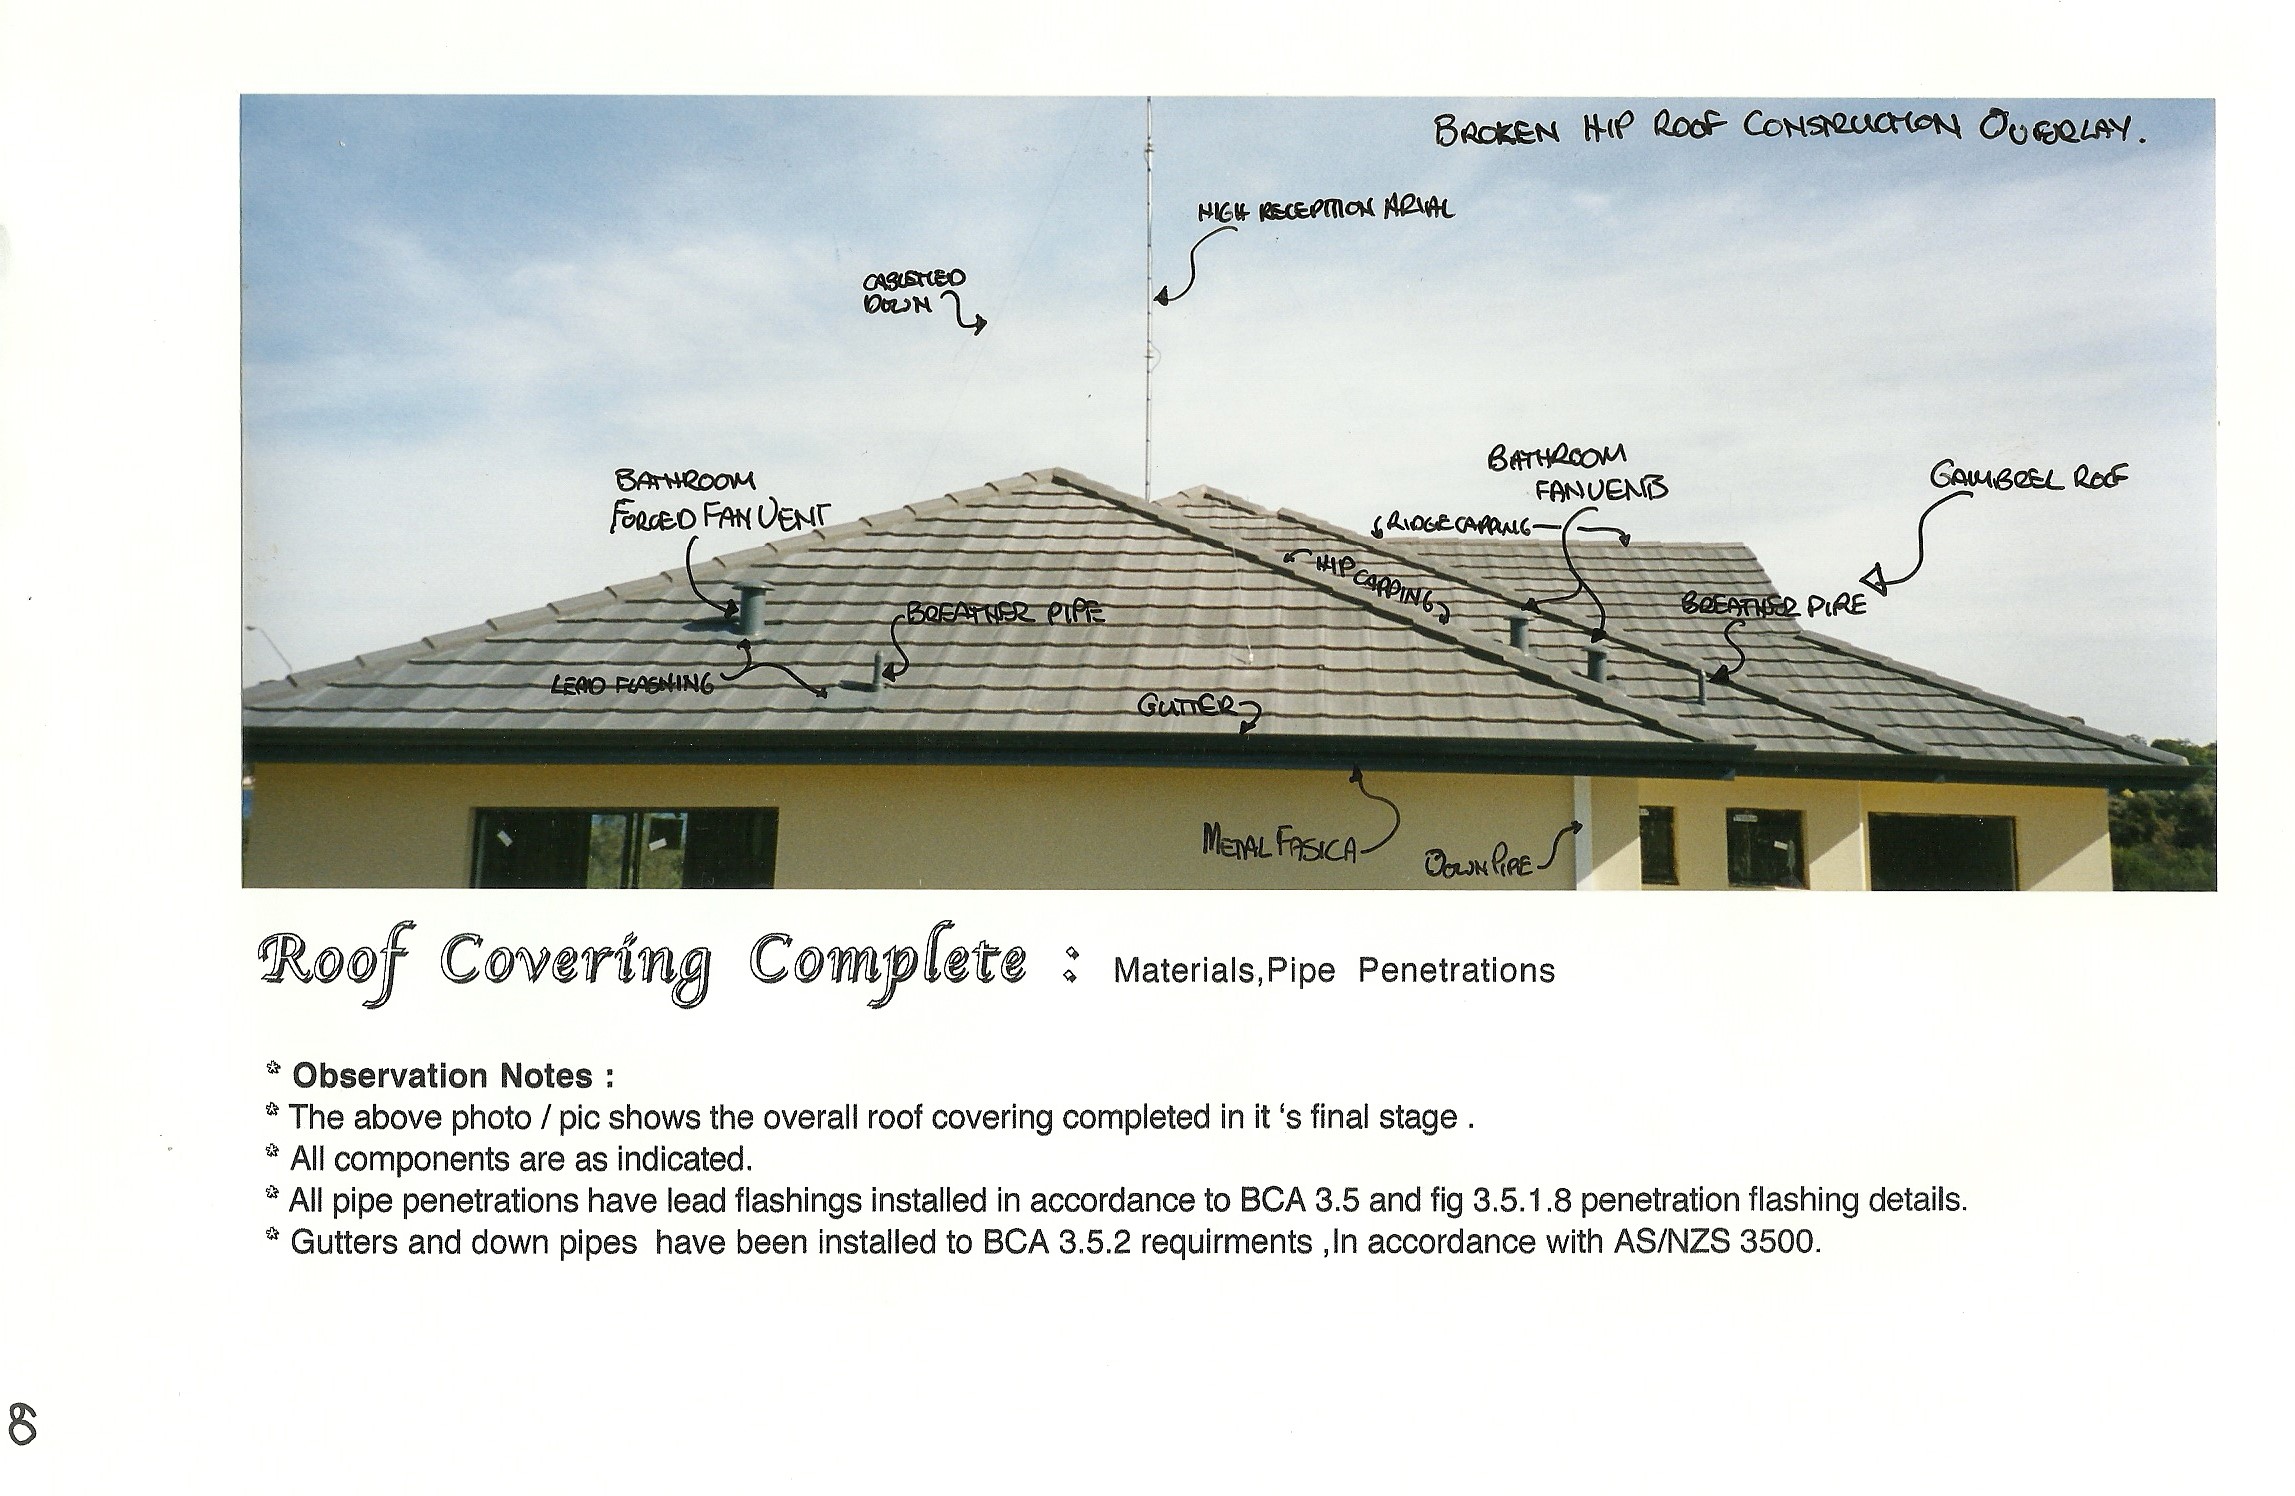 BROKEN HIP ROOF CONSTRUCTION OVERLAY.
HIGH RECEPTION ARIAL
CABLETIED
DOWN
BATHROOM
FORCED FAN VENT
BATHROOM
FANVENTS
GAMBREL ROOF
RIDGE CAPPING
HIP CAPPING
BREATHER PIPE
BREATHER PIPE
LEAD FLASHING
GUTTER
METAL FASICA
DOWN PIPE
Roof Covering Complete : Materials,Pipe Penetrations
* Observation Notes :
* The above photo / pic shows the overall roof covering completed in it ‘s final stage .
* All components are as indicated.
* All pipe penetrations have lead flashings installed in accordance to BCA 3.5 and fig 3.5.1.8 penetration flashing details.
* Gutters and down pipes have been installed to BCA 3.5.2 requirments ,In accordance with AS/NZS 3500.
8